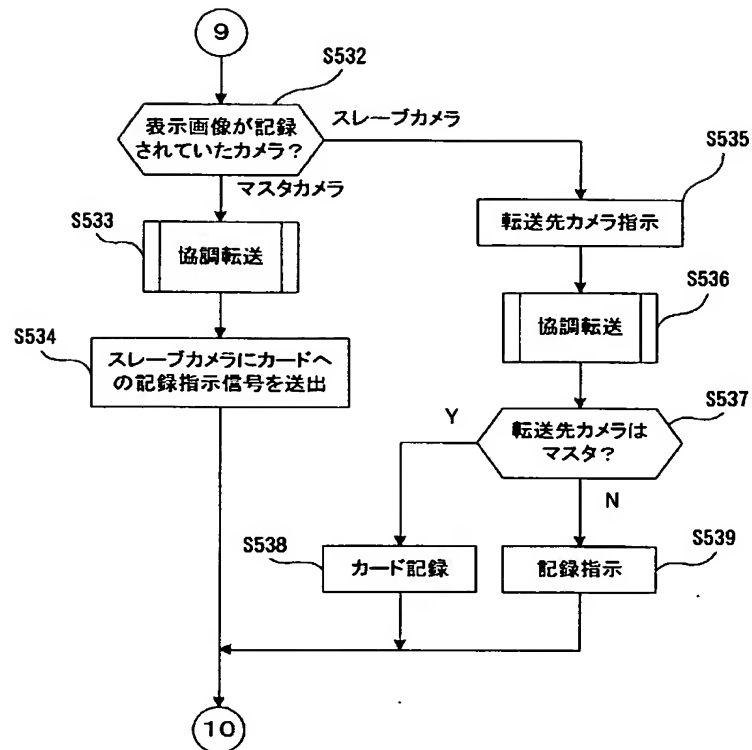 9
S532
表示画像が記録
されていたカメラ？
スレーブカメラ
マスタカメラ
S533
協調転送
S534
スレーブカメラにカードへ
の記録指示信号を送出
S535
転送先カメラ指示
S536
協調転送
S537
転送先カメラは
マスタ？
Y
N
S538
カード記録
S539
記録指示
10